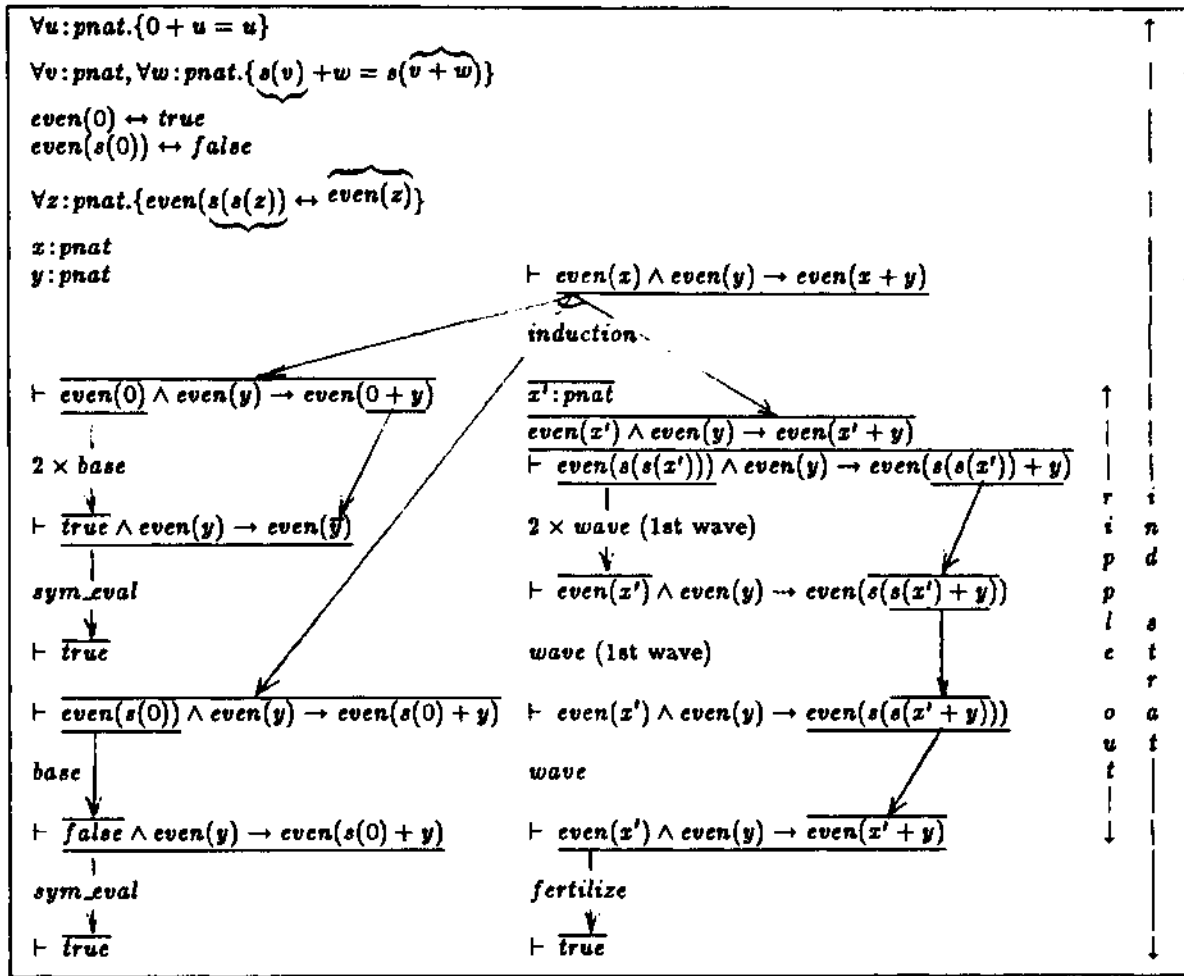 ∀u:pnat.{0 + u = u}
∀v:pnat, ∀w:pnat.{s(v) + w = s(v + w)}
even(0) ↔ true
even(s(0)) ↔ false
∀z:pnat.{even(s(s(z)) ↔ even(z)}
x:pnat
y:pnat
⊢ even(x) ∧ even(y) → even(x + y)
induction
⊢ even(0) ∧ even(y) → even(0 + y)
2 × base
⊢ true ∧ even(y) → even(y)
sym_eval
⊢ true
⊢ even(s(0)) ∧ even(y) → even(s(0) + y)
base
⊢ false ∧ even(y) → even(s(0) + y)
sym_eval
⊢ true
x':pnat
even(x') ∧ even(y) → even(x' + y)
⊢ even(s(s(x'))) ∧ even(y) → even(s(s(x')) + y)
2 × wave (1st wave)
⊢ even(x') ∧ even(y) → even(s(s(x') + y))
wave (1st wave)
⊢ even(x') ∧ even(y) → even(s(s(x' + y)))
wave
⊢ even(x') ∧ even(y) → even(x' + y)
fertilize
⊢ true
ripple out
ind strat